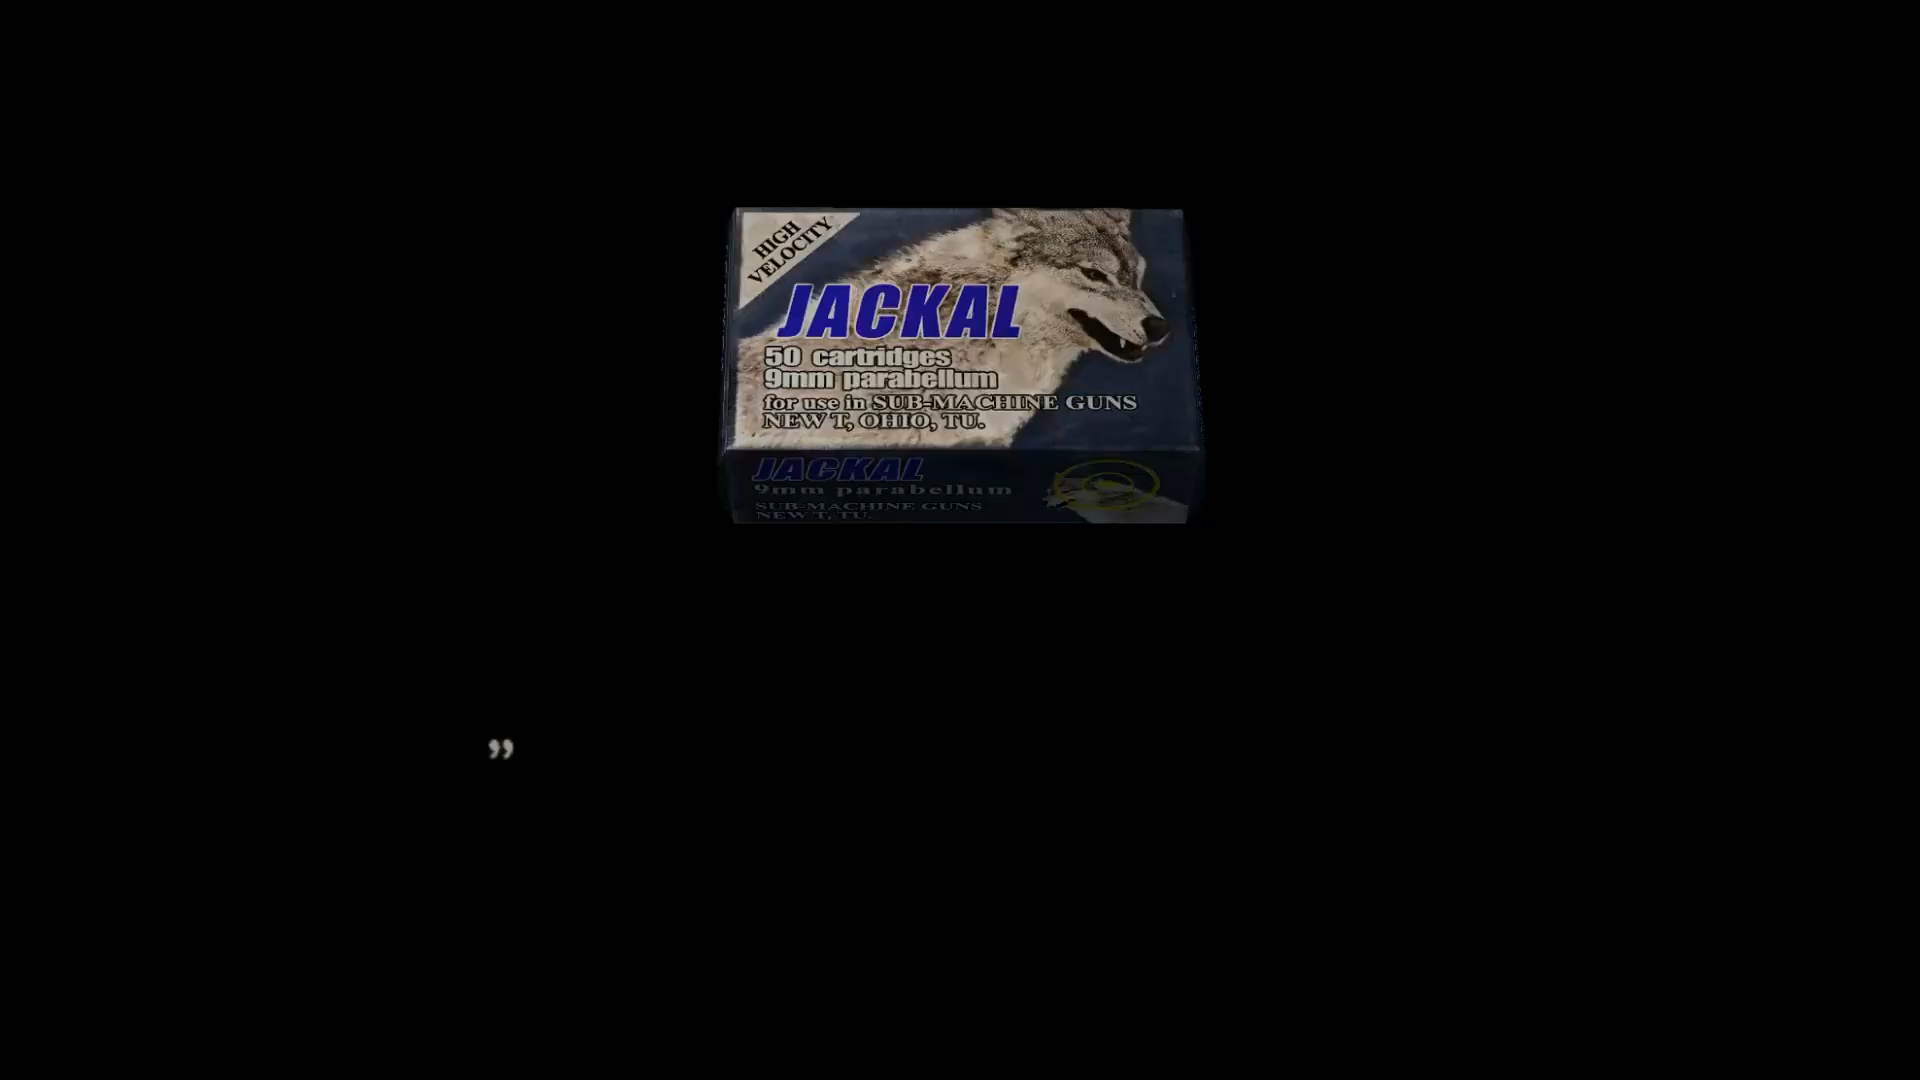 HIGH
VELOCITY
JACKAL
50 cartridges
9mm parabellum
for use in SUB-MACHINE GUNS
NEW T, OHIO, TU.
JACKAL
9mm parabellum
SUB-MACHINE GUNS
NEW T, TU.
”